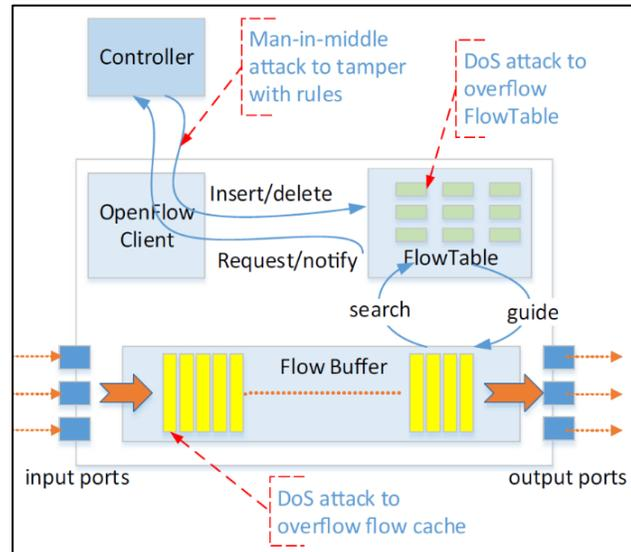 Controller
Man-in-middle
attack to tamper
with rules
DoS attack to
overflow
FlowTable
OpenFlow
Client
Insert/delete
Request/notify
FlowTable
search
guide
Flow Buffer
input ports
output ports
DoS attack to
overflow flow cache